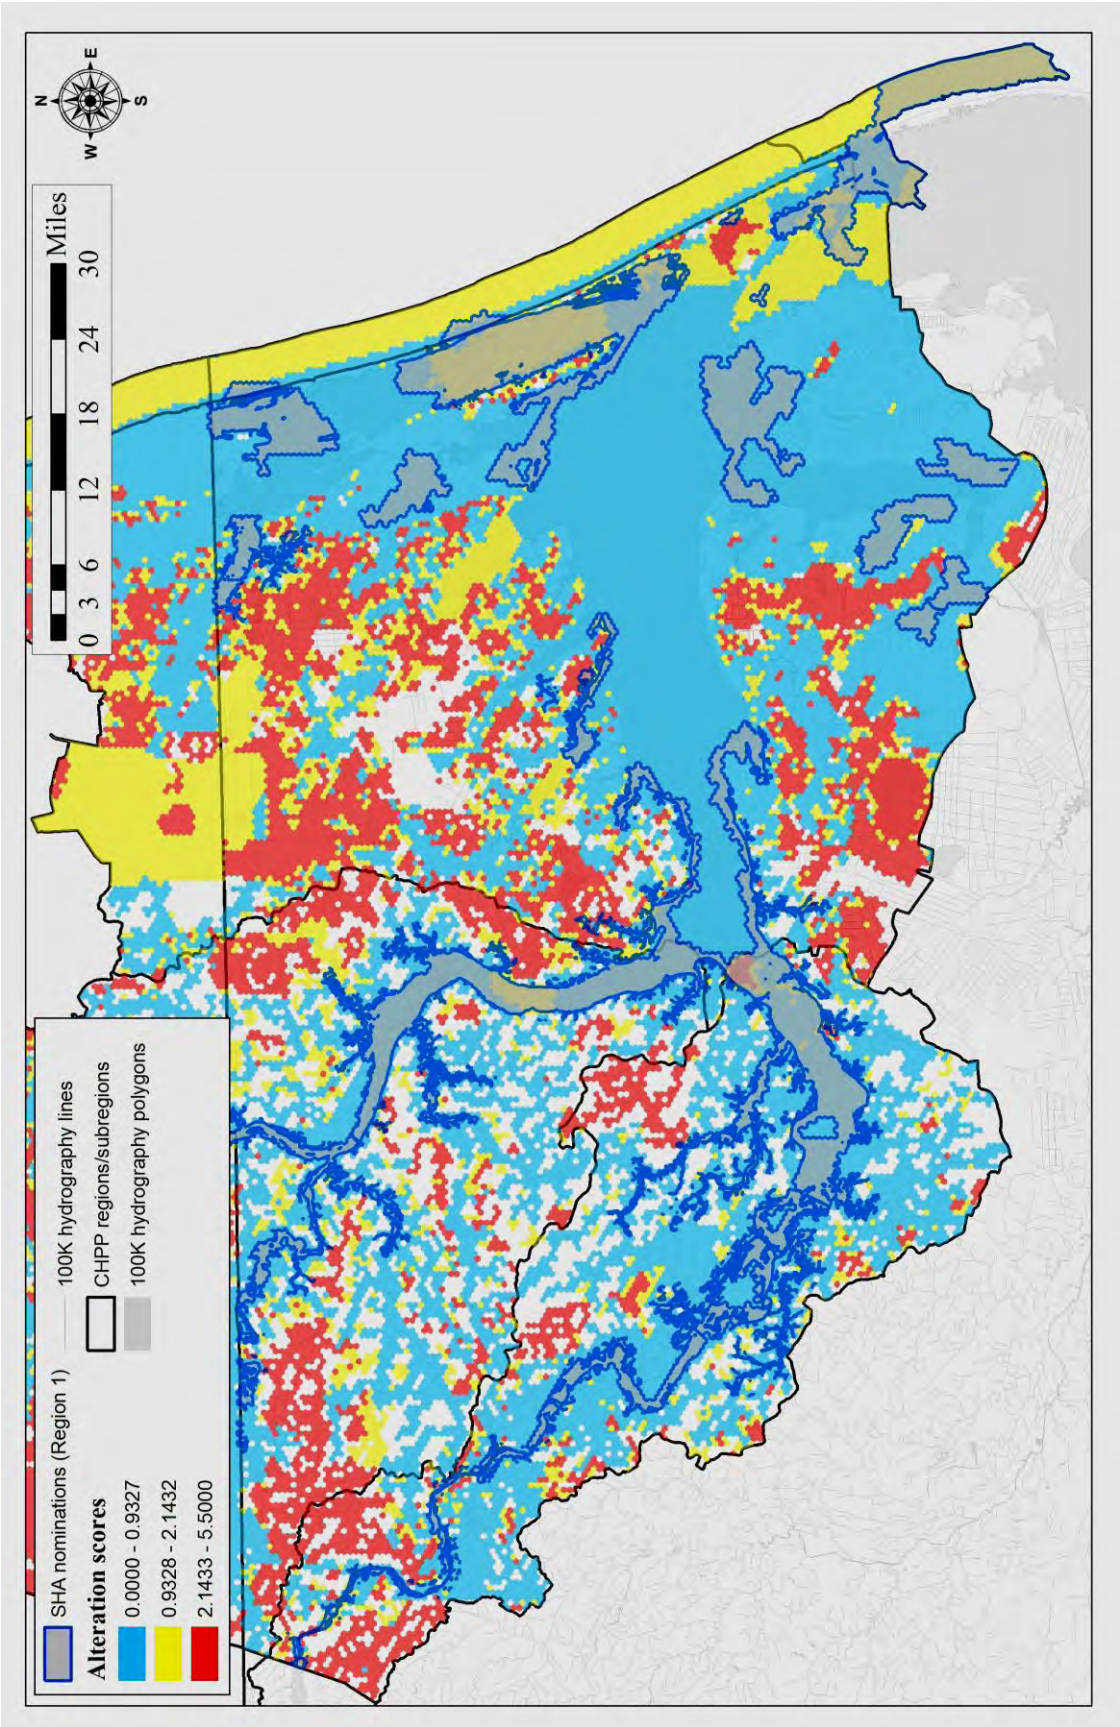 N
W
E
S
0 3 6 12 18 24 30
Miles
SHA nominations (Region 1)
Alteration scores
0.0000 - 0.9327
0.9328 - 2.1432
2.1433 - 5.5000
100K hydrography lines
CHPP regions/subregions
100K hydrography polygons